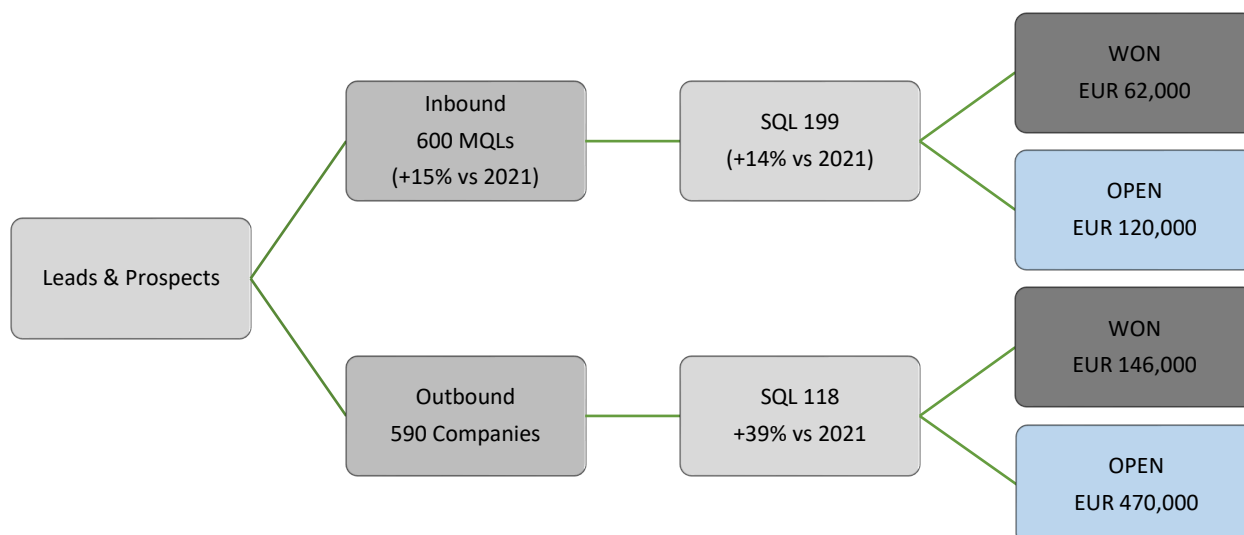 Leads & Prospects
Inbound
600 MQLs
(+15% vs 2021)
SQL 199
(+14% vs 2021)
WON
EUR 62,000
OPEN
EUR 120,000
Outbound
590 Companies
SQL 118
+39% vs 2021
WON
EUR 146,000
OPEN
EUR 470,000